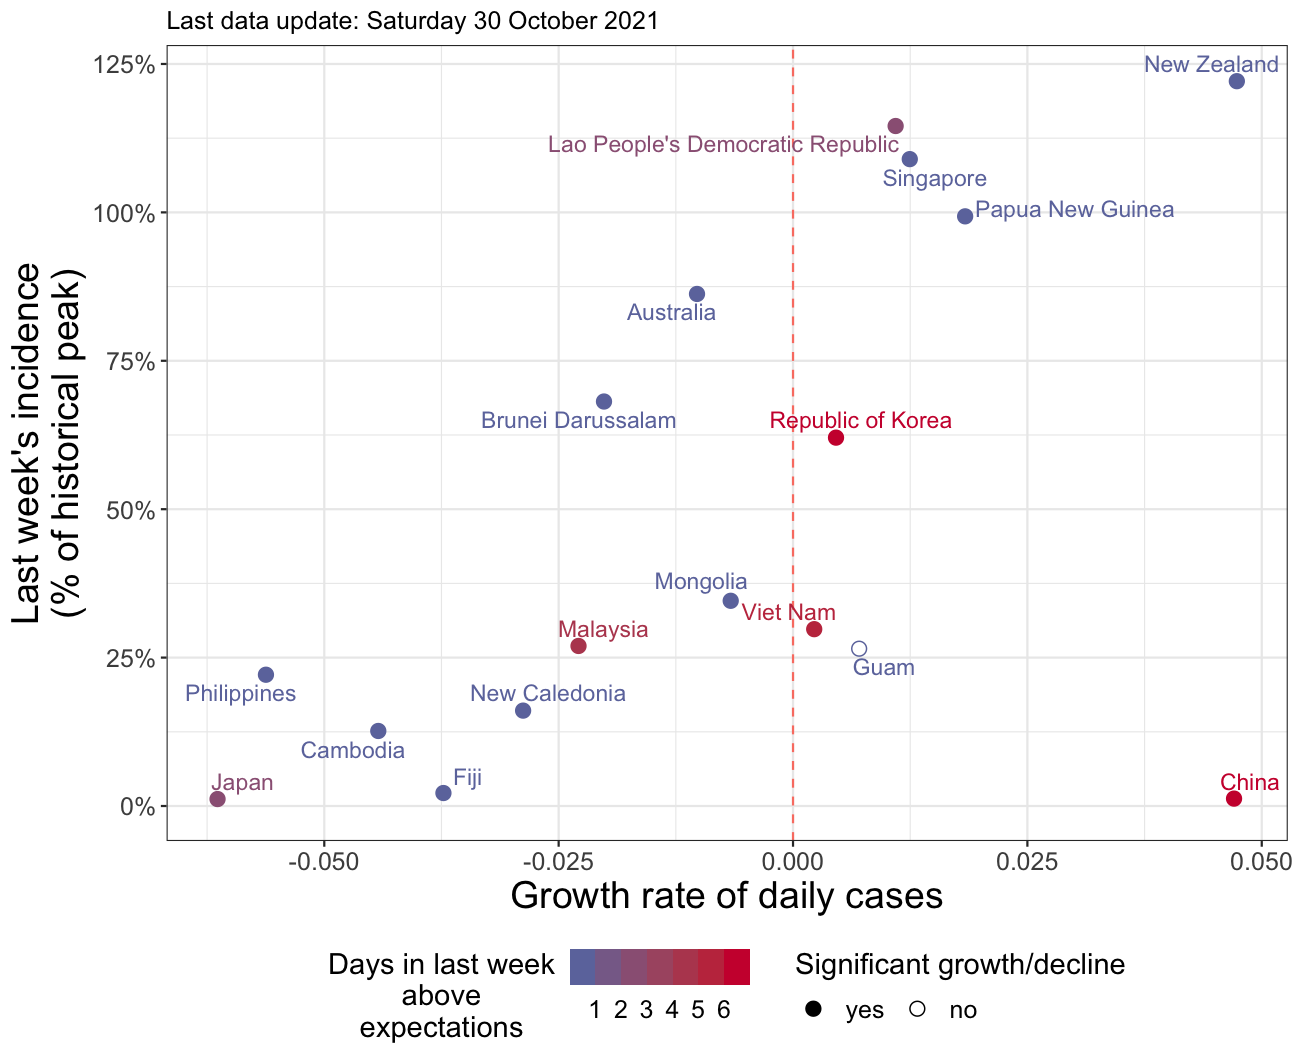 Last data update: Saturday 30 October 2021
125%
100%
75%
50%
25%
0%
Last week's incidence
(% of historical peak)
New Zealand
Lao People's Democratic Republic
Singapore
Papua New Guinea
Australia
Brunei Darussalam
Republic of Korea
Mongolia
Viet Nam
Malaysia
Guam
Philippines
New Caledonia
Cambodia
Fiji
Japan
China
-0.050 -0.025 0.000 0.025 0.050
Growth rate of daily cases
Days in last week
above
expectations
1 2 3 4 5 6
Significant growth/decline
yes no